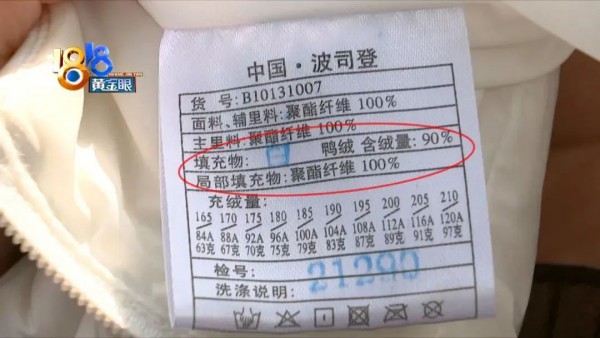 1818
黄金眼
中国·波司登
货 号: B10131007
面料、辅里料: 聚酯纤维 100%
主里料: 聚酯纤维 100%
填充物: 白 鸭绒 含绒量: 90%
局部填充物: 聚酯纤维 100%
充绒量:
165 170 175 180 185 190 195 200 205 210
84A 88A 92A 96A 100A 104A 108A 112A 116A 120A
63克 67克 70克 75克 79克 83克 87克 89克 91克 97克
检号: 21290
洗涤说明: